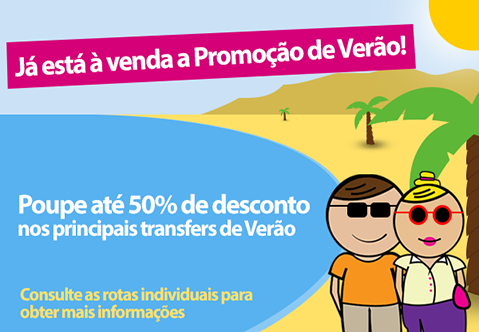 Já está à venda a Promoção de Verão!
Poupe até 50% de desconto
nos principais transfers de Verão
Consulte as rotas individuais para
obter mais informações